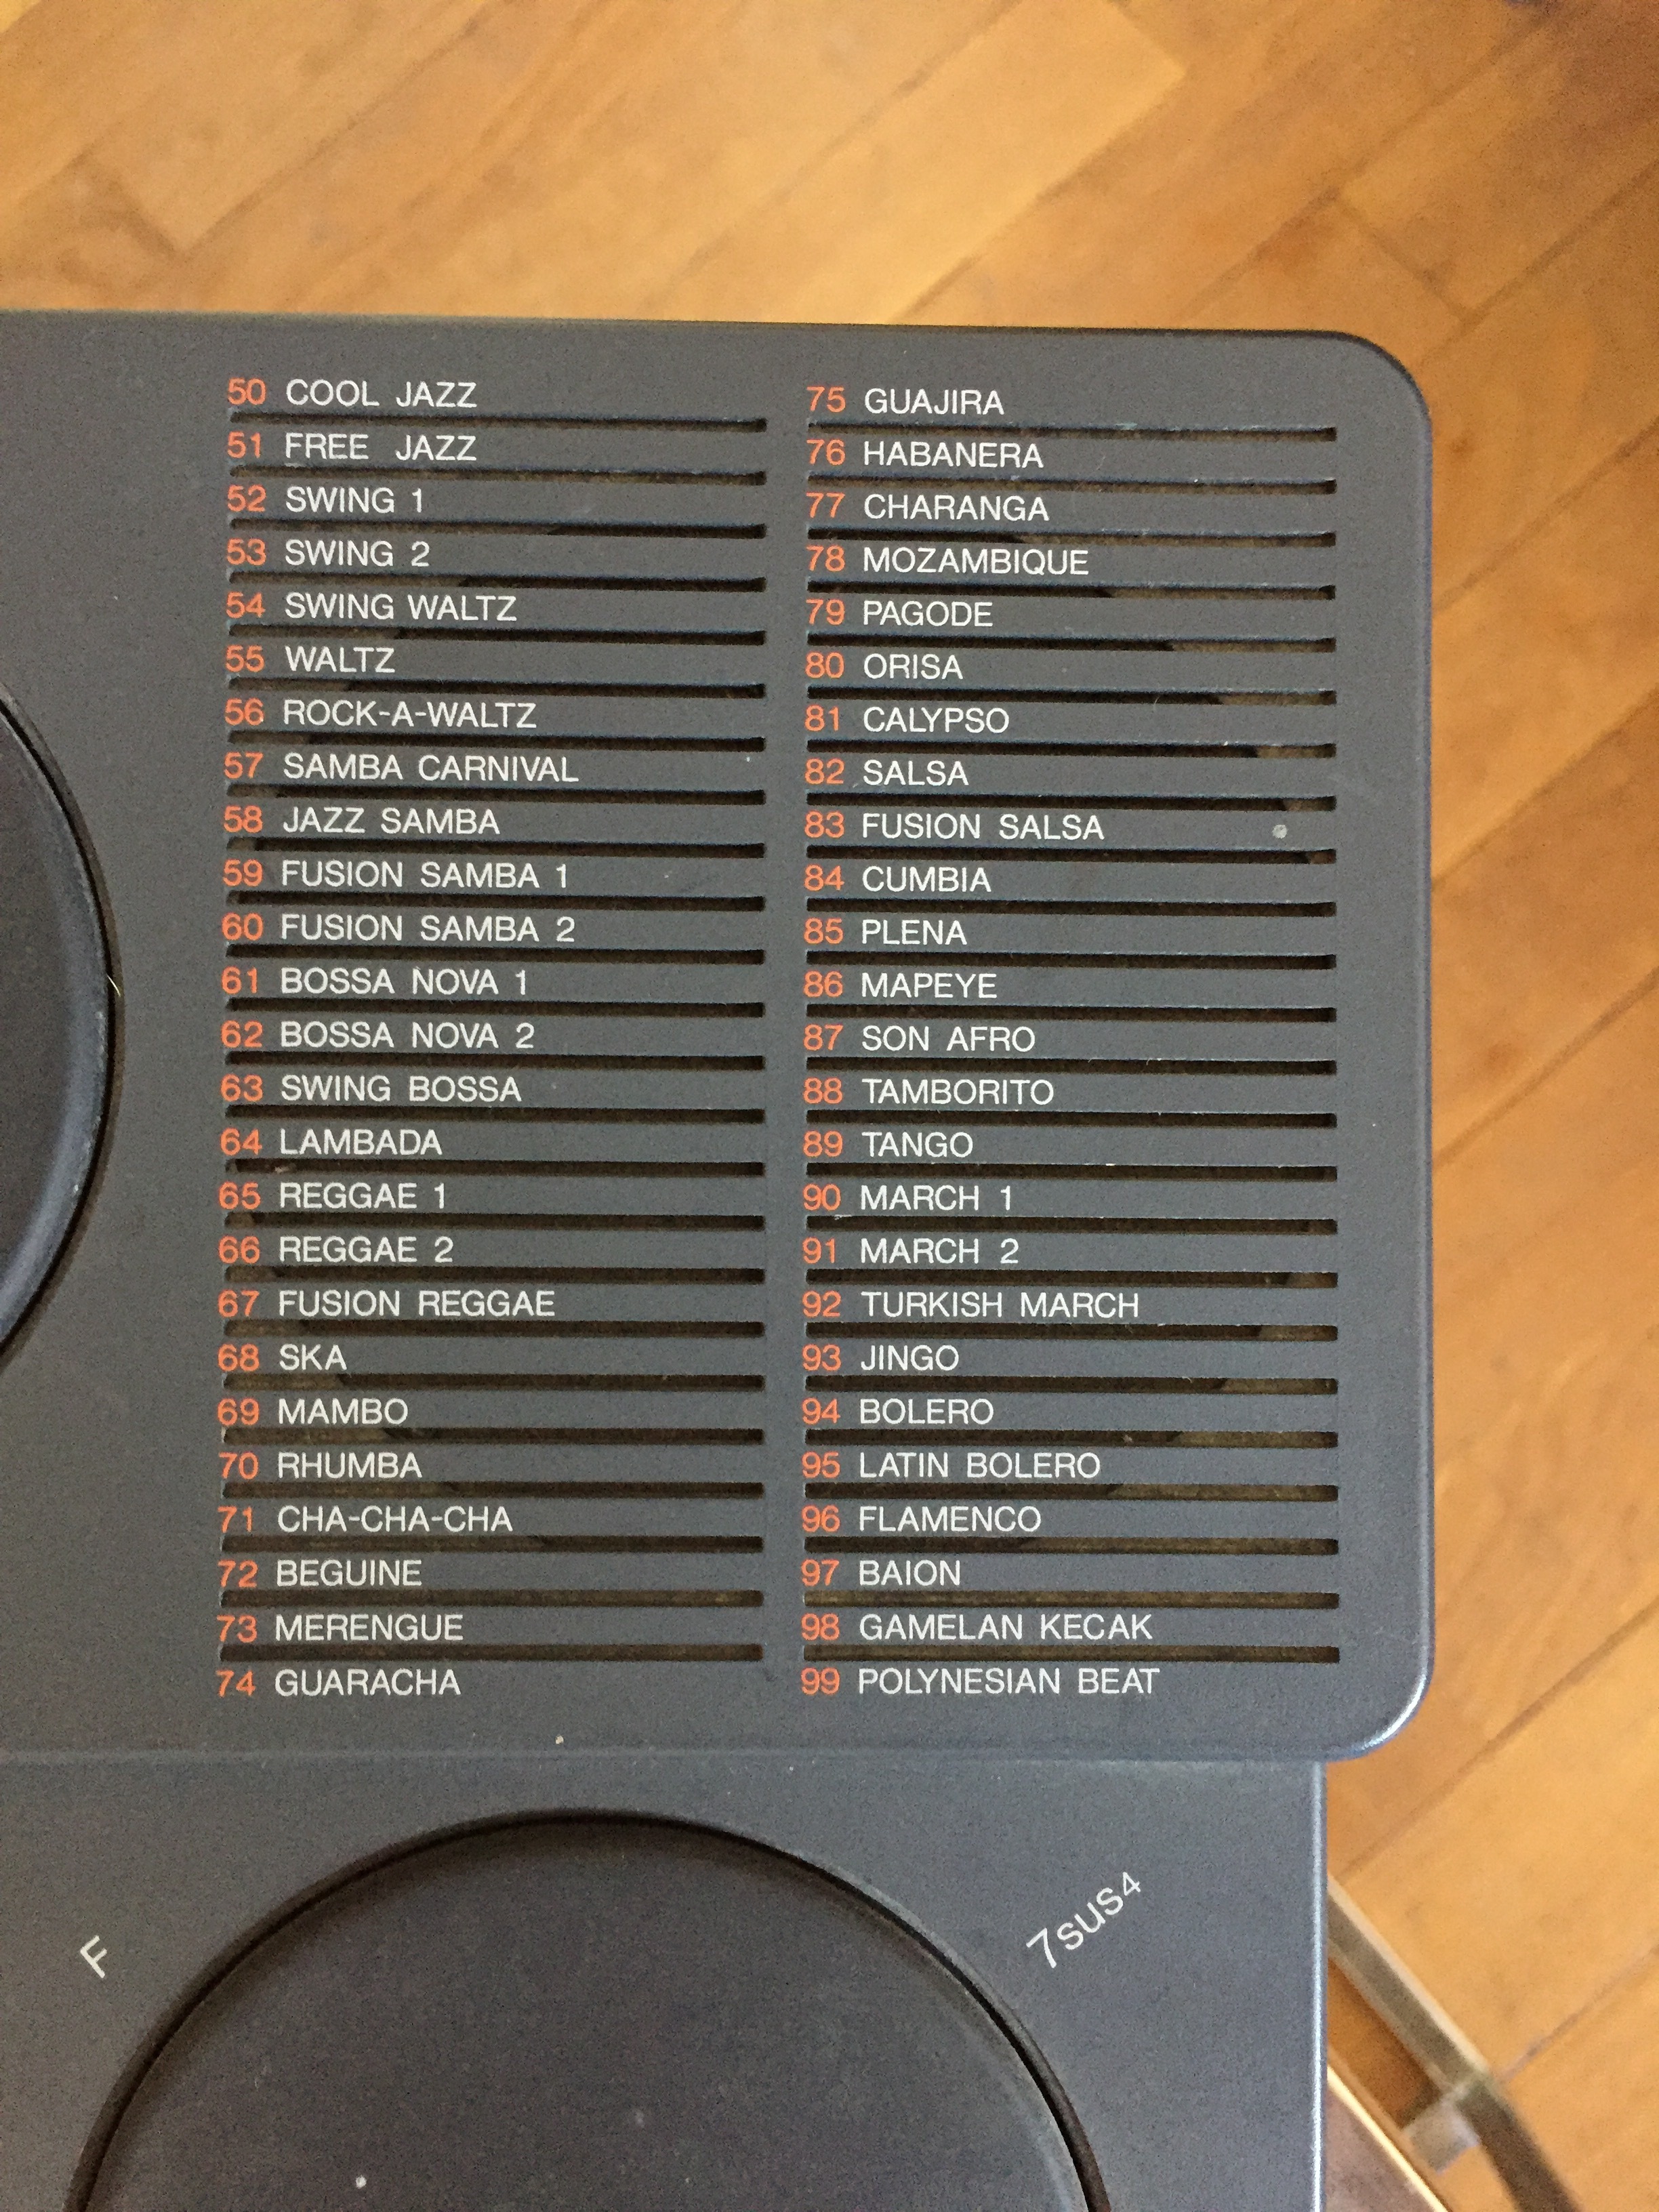 50 COOL JAZZ
51 FREE JAZZ
52 SWING 1
53 SWING 2
54 SWING WALTZ
55 WALTZ
56 ROCK-A-WALTZ
57 SAMBA CARNIVAL
58 JAZZ SAMBA
59 FUSION SAMBA 1
60 FUSION SAMBA 2
61 BOSSA NOVA 1
62 BOSSA NOVA 2
63 SWING BOSSA
64 LAMBADA
65 REGGAE 1
66 REGGAE 2
67 FUSION REGGAE
68 SKA
69 MAMBO
70 RHUMBA
71 CHA-CHA-CHA
72 BEGUINE
73 MERENGUE
74 GUARACHA
75 GUAJIRA
76 HABANERA
77 CHARANGA
78 MOZAMBIQUE
79 PAGODE
80 ORISA
81 CALYPSO
82 SALSA
83 FUSION SALSA
84 CUMBIA
85 PLENA
86 MAPEYE
87 SON AFRO
88 TAMBORITO
89 TANGO
90 MARCH 1
91 MARCH 2
92 TURKISH MARCH
93 JINGO
94 BOLERO
95 LATIN BOLERO
96 FLAMENCO
97 BAION
98 GAMELAN KECAK
99 POLYNESIAN BEAT
F
7sus4